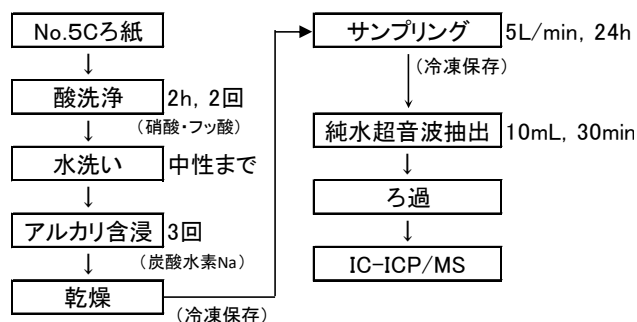 No.5Cろ紙
↓
酸洗浄 2h, 2回
(硝酸・フッ酸)
↓
水洗い 中性まで
↓
アルカリ含浸 3回
↓ (炭酸水素Na)
乾燥
(冷凍保存)
サンプリング 5L/min, 24h
(冷凍保存)
↓
純水超音波抽出 10mL, 30min
↓
ろ過
↓
IC-ICP/MS